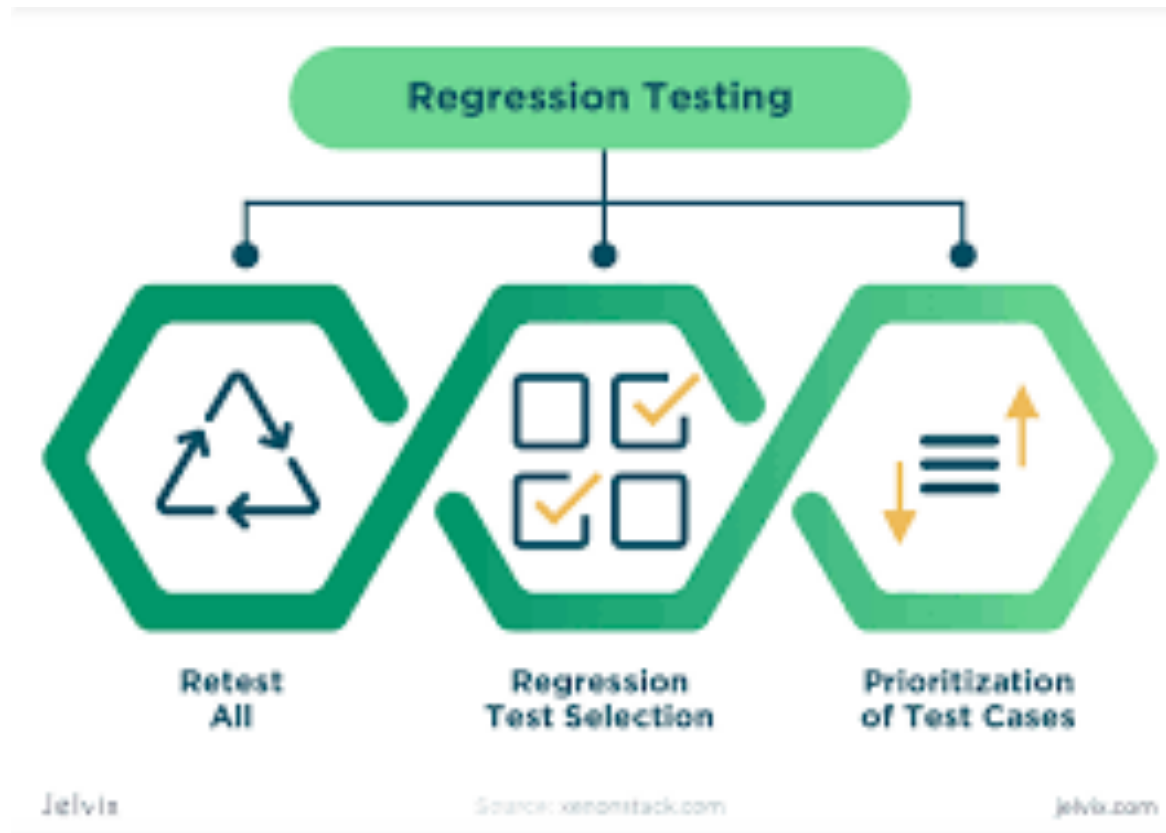 Regression Testing
Retest
All
Regression
Test Selection
Prioritization
of Test Cases
Jelvix
Source: xenonstack.com
jelvix.com